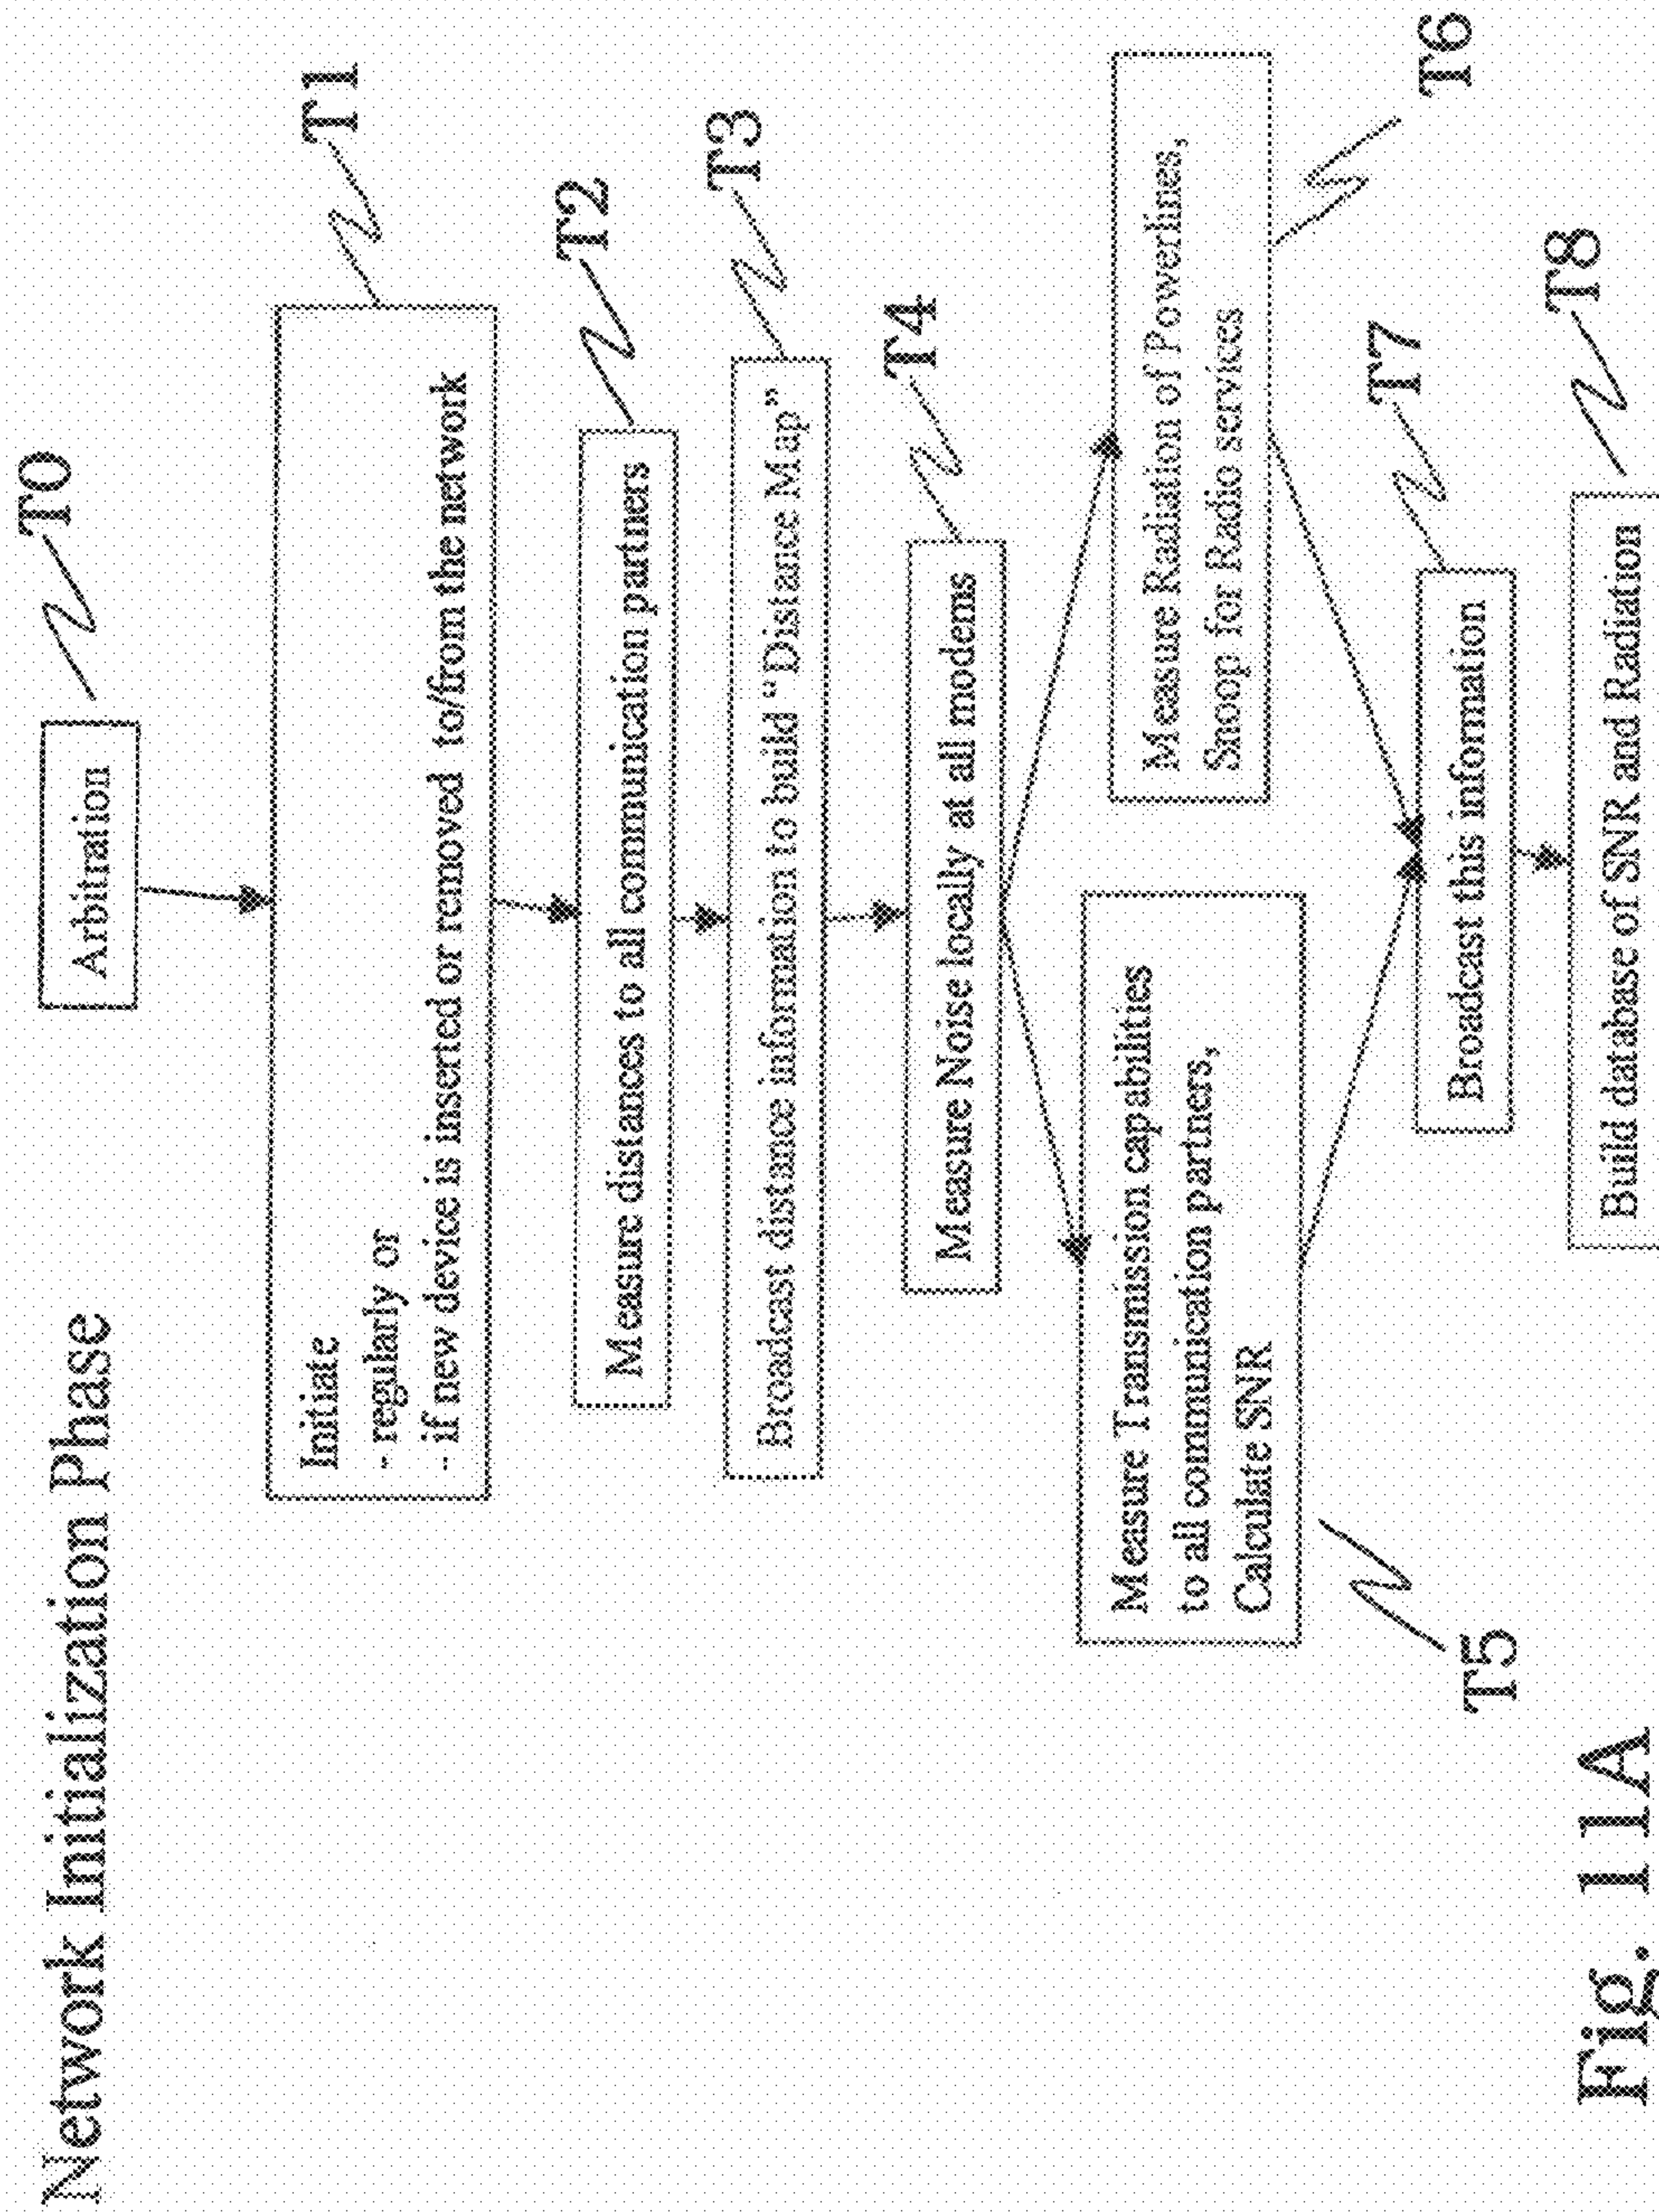 Network Initialization Phase
Arbitration
T0
Initiate
- regularly or
- if new device is inserted or removed to/from the network
T1
Measure distances to all communication partners
T2
Broadcast distance information to build “Distance Map”
T3
Measure Noise locally at all modems
T4
Measure Transmission capabilities
to all communication partners,
Calculate SNR
T5
Measure Radiation of Powerlines,
Snoop for Radio services
T6
Broadcast this information
T7
Build database of SNR and Radiation
T8
Fig. 11A